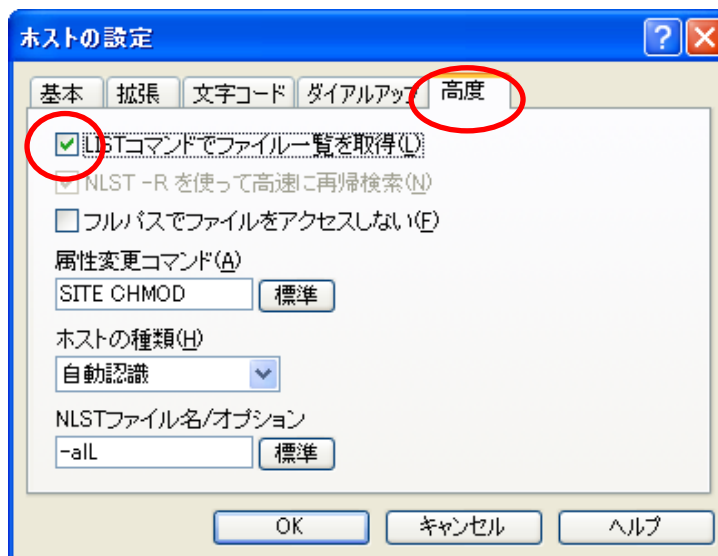 ホストの設定
基本 拡張 文字コード ダイアルアップ 高度
LISTコマンドでファイル一覧を取得(L)
NLST -R を使って高速に再帰検索(N)
フルパスでファイルをアクセスしない(F)
属性変更コマンド(A)
SITE CHMOD 標準
ホストの種類(H)
自動認識
NLSTファイル名/オプション
-alL 標準
OK キャンセル ヘルプ